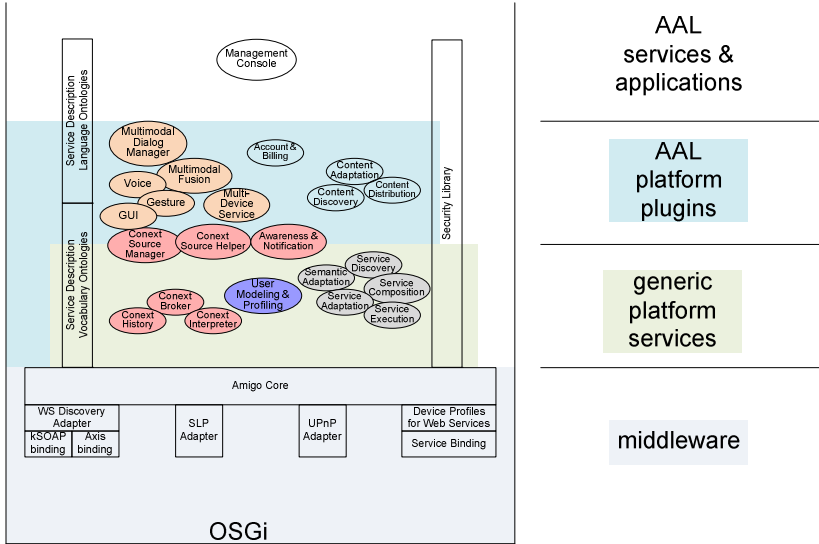 Management
Console
AAL
services &
applications
Service Description
Language Ontologies
Multimodal
Dialog
Manager
Account &
Billing
Multimodal
Fusion
Content
Adaptation
Voice
Content
Distribution
Content
Discovery
Gesture
Multi-
Device
Service
GUI
Security Library
AAL
platform
plugins
Conext
Source
Manager
Conext
Source Helper
Awareness &
Notification
Service Description
Vocabulary Ontologies
Service
Discovery
Semantic
Adaptation
User
Modeling &
Profiling
Service
Composition
Conext
Broker
Service
Adaptation
Service
Execution
Conext
History
Conext
Interpreter
generic
platform
services
Amigo Core
WS Discovery
Adapter
kSOAP
binding
Axis
binding
SLP
Adapter
UPnP
Adapter
Device Profiles
for Web Services
Service Binding
middleware
OSGi